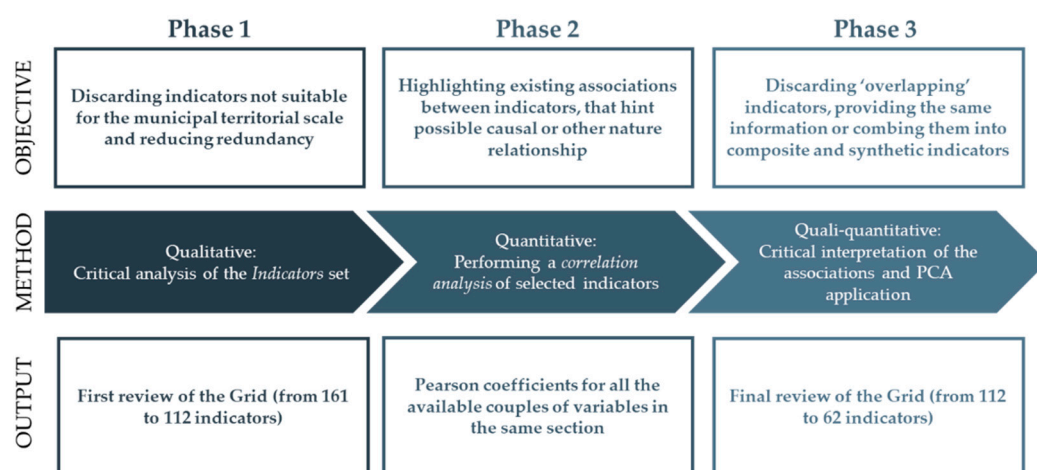 Phase 1
Phase 2
Phase 3
OBJECTIVE
Discarding indicators not suitable
for the municipal territorial scale
and reducing redundancy
Highlighting existing associations
between indicators, that hint
possible causal or other nature
relationship
Discarding ‘overlapping’
indicators, providing the same
information or combing them into
composite and synthetic indicators
METHOD
Qualitative:
Critical analysis of the Indicators set
Quantitative:
Performing a correlation
analysis of selected indicators
Quali-quantitative:
Critical interpretation of the
associations and PCA
application
OUTPUT
First review of the Grid (from 161
to 112 indicators)
Pearson coefficients for all the
available couples of variables in
the same section
Final review of the Grid (from 112
to 62 indicators)